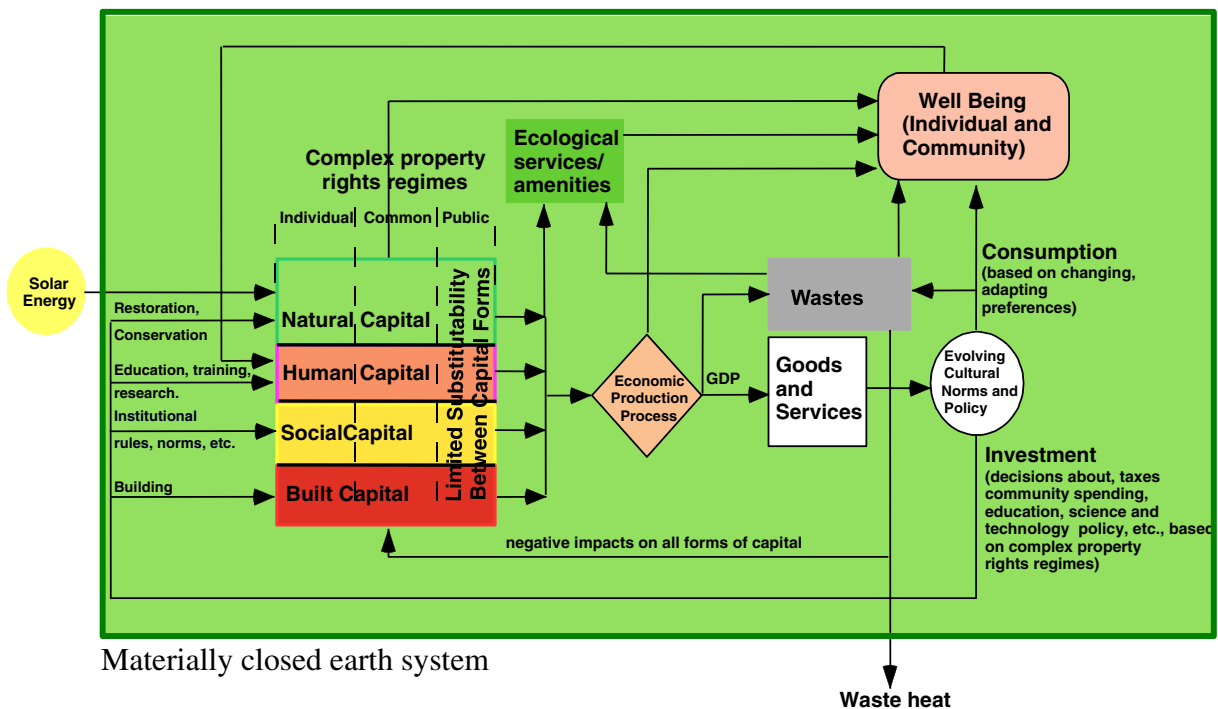 Well Being
(Individual and
Community)
Ecological
services/
amenities
Complex property
rights regimes
Individual
Common
Public
Solar
Energy
Restoration,
Conservation
Education, training,
research.
Institutional
rules, norms, etc.
Building
Natural Capital
Human Capital
SocialCapital
Built Capital
Limited Substitutability
Between Capital Forms
Economic
Production
Process
GDP
Wastes
Goods
and
Services
Consumption
(based on changing,
adapting
preferences)
Evolving
Cultural
Norms and
Policy
Investment
(decisions about, taxes
community spending,
education, science and
technology policy, etc., based
on complex property
rights regimes)
negative impacts on all forms of capital
Materially closed earth system
Waste heat